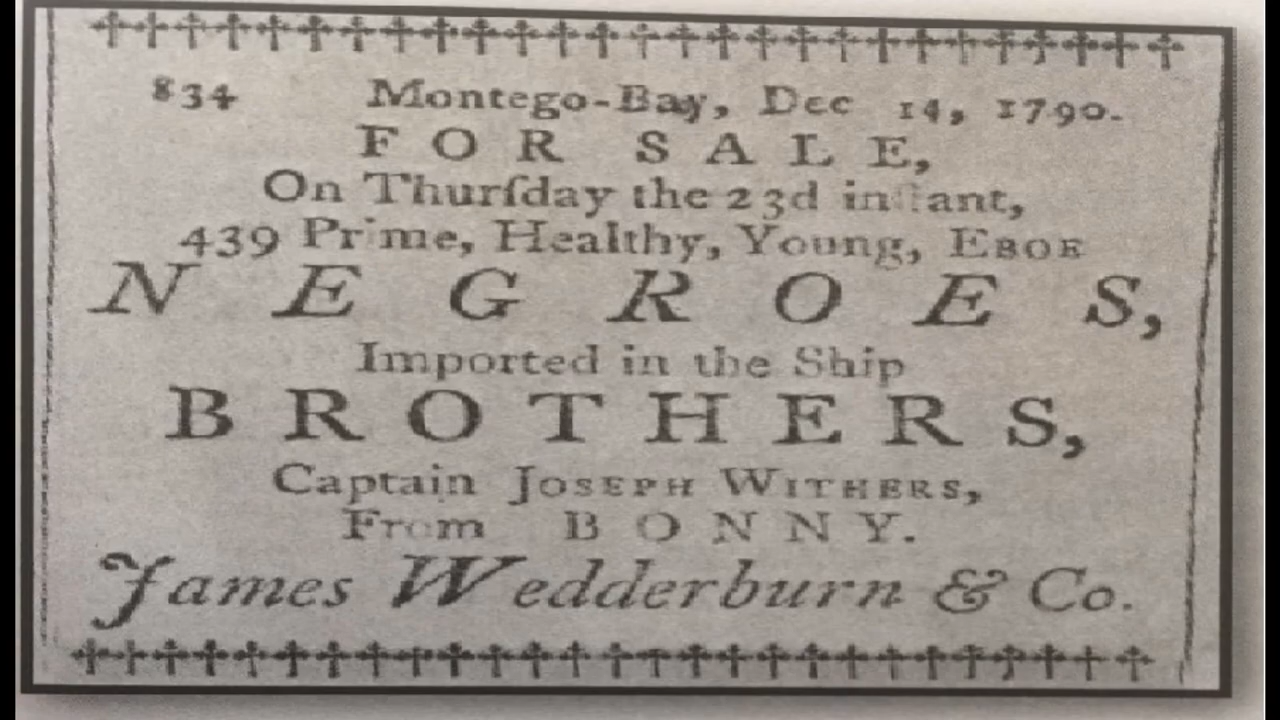 834 Montego-Bay, Dec 14, 1790.
FOR SALE,
On Thurſday the 23d inſtant,
439 Prime, Healthy, Young, EBOE
NEGROES,
Imported in the Ship
BROTHERS,
Captain JOSEPH WITHERS,
From BONNY.
James Wedderburn & Co.